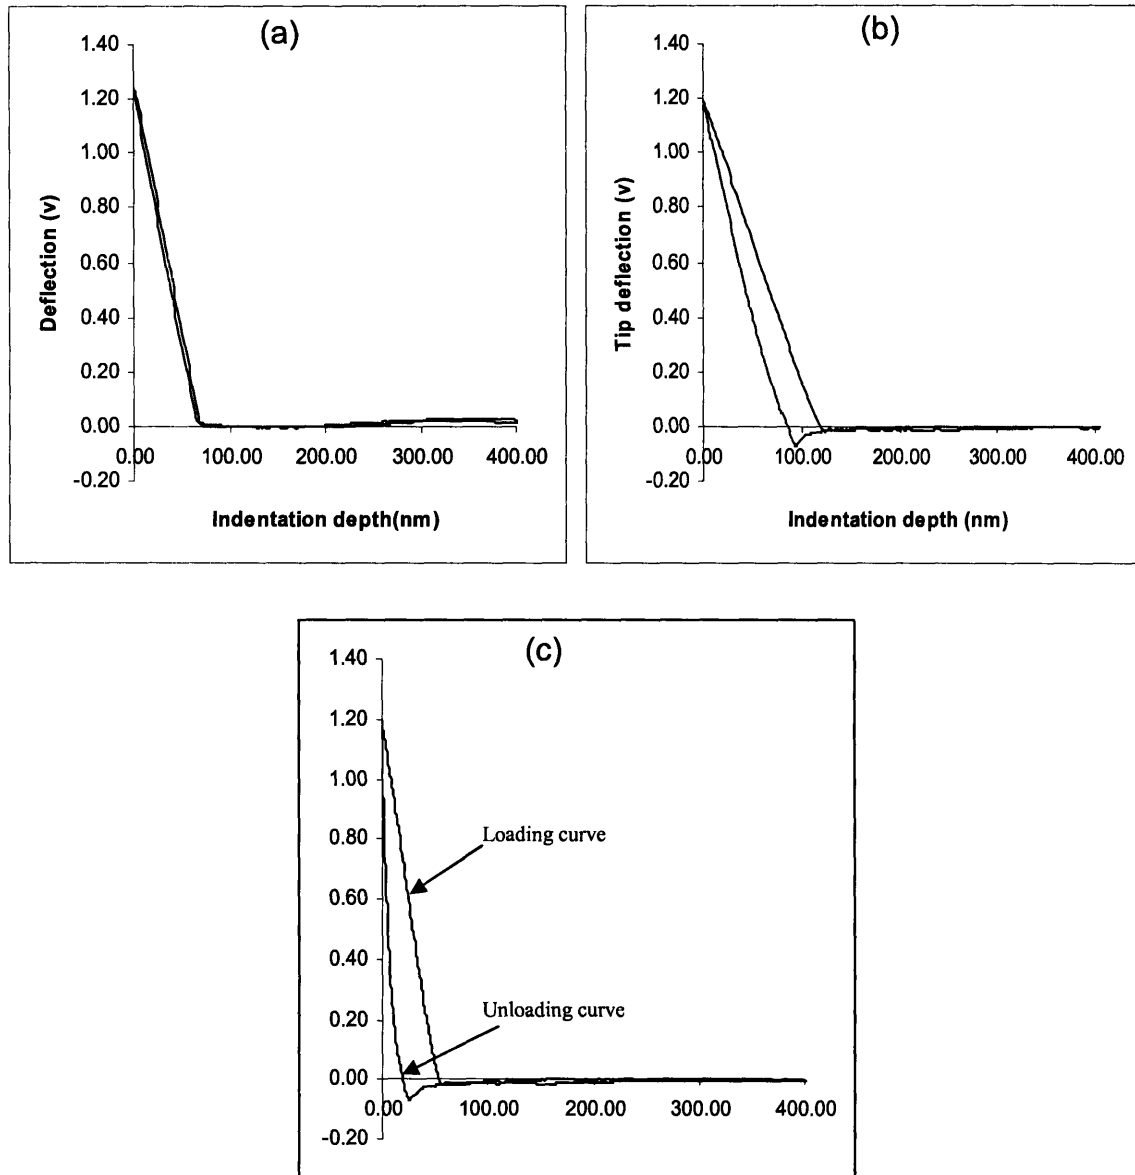 (a)
1.40
1.20
1.00
0.80
0.60
0.40
0.20
0.00
-0.20
Deflection (v)
0.00 100.00 200.00 300.00 400.00
Indentation depth(nm)
(b)
1.40
1.20
1.00
0.80
0.60
0.40
0.20
0.00
-0.20
Tip deflection (v)
0.00 100.00 200.00 300.00 400.00
Indentation depth (nm)
(c)
1.40
1.20
1.00
0.80
0.60
0.40
0.20
0.00
-0.20
Loading curve
Unloading curve
0.00 100.00 200.00 300.00 400.00